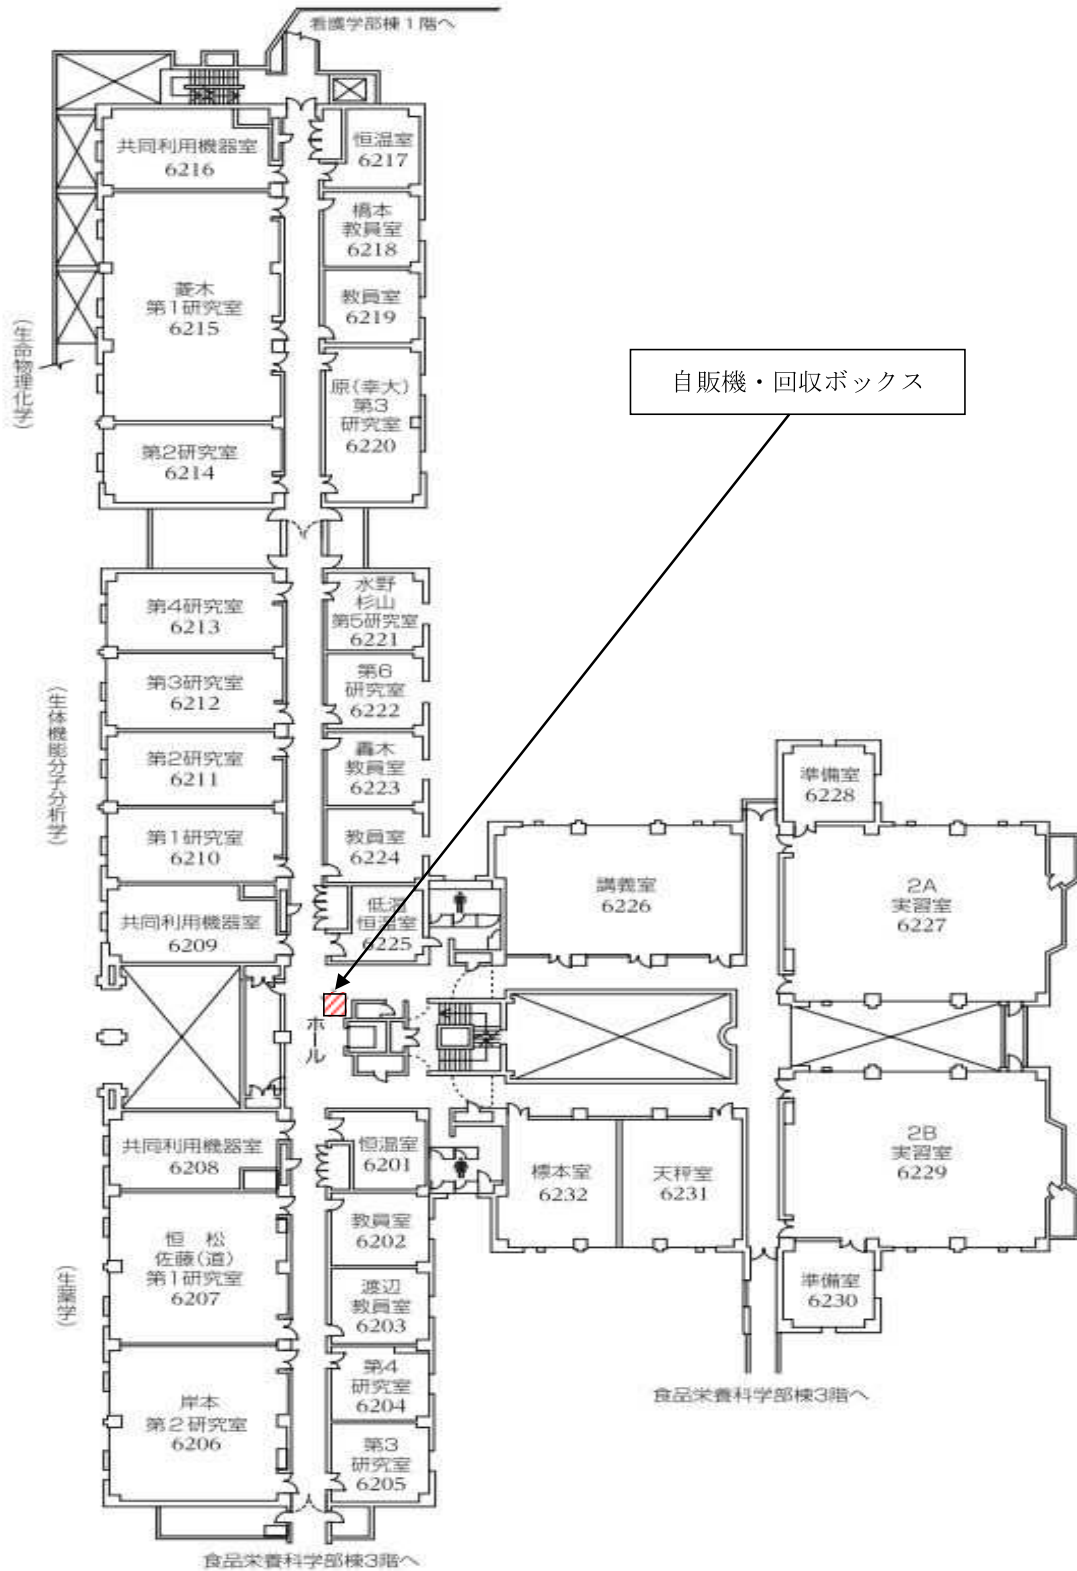 看護学部棟1階へ
共同利用機器室
6216
恒温室
6217
橋本
教員室
6218
菱木
第1研究室
6215
教員室
6219
(生命物理化学)
原(幸大)
第3
研究室
6220
自販機・回収ボックス
第2研究室
6214
第4研究室
6213
水野
杉山
第5研究室
6221
第3研究室
6212
第6
研究室
6222
(生体機能分子分析学)
第2研究室
6211
轟木
教員室
6223
第1研究室
6210
教員室
6224
準備室
6228
共同利用機器室
6209
低温
恒温室
6225
講義室
6226
2A
実習室
6227
ホール
共同利用機器室
6208
恒温室
6201
標本室
6232
天秤室
6231
2B
実習室
6229
恒 松
佐藤(道)
第1研究室
6207
教員室
6202
(生薬学)
渡辺
教員室
6203
準備室
6230
岸本
第2研究室
6206
第4
研究室
6204
第3
研究室
6205
食品栄養科学部棟3階へ
食品栄養科学部棟3階へ